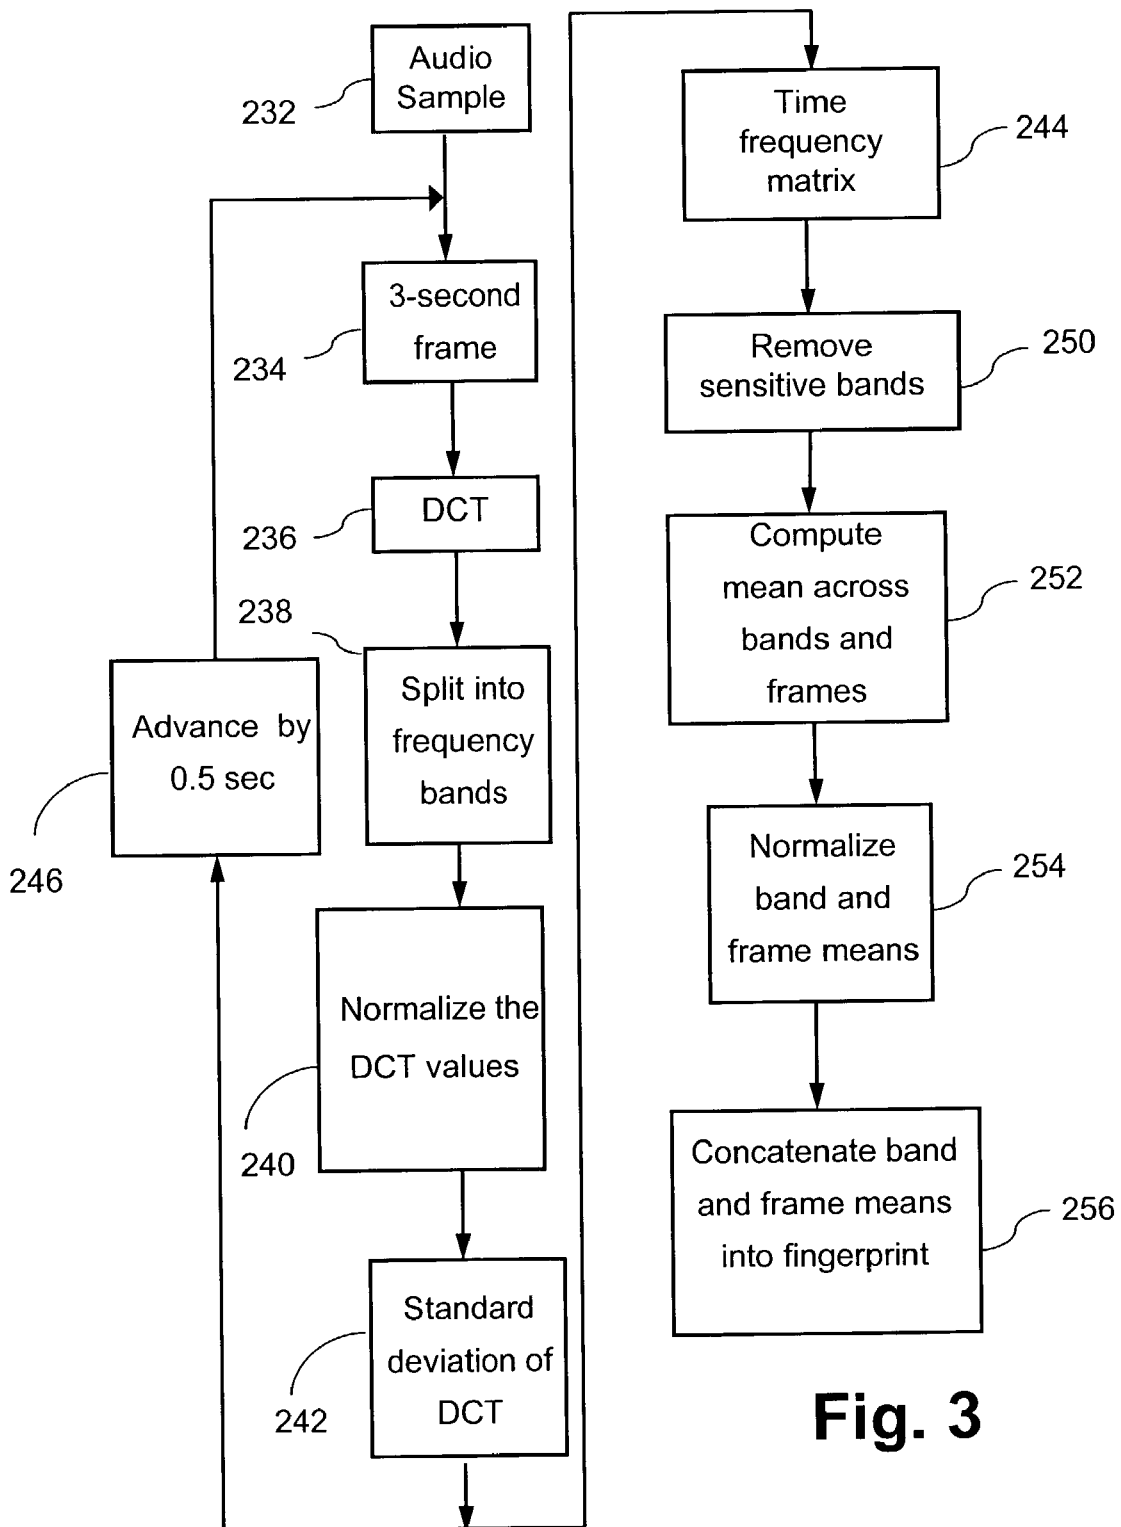 Audio
Sample
232
3-second
frame
234
DCT
236
238
Split into
frequency
bands
Advance by
0.5 sec
246
Normalize the
DCT values
240
Standard
deviation of
DCT
242
Time
frequency
matrix
244
Remove
sensitive bands
250
Compute
mean across
bands and
frames
252
Normalize
band and
frame means
254
Concatenate band
and frame means
into fingerprint
256
Fig. 3